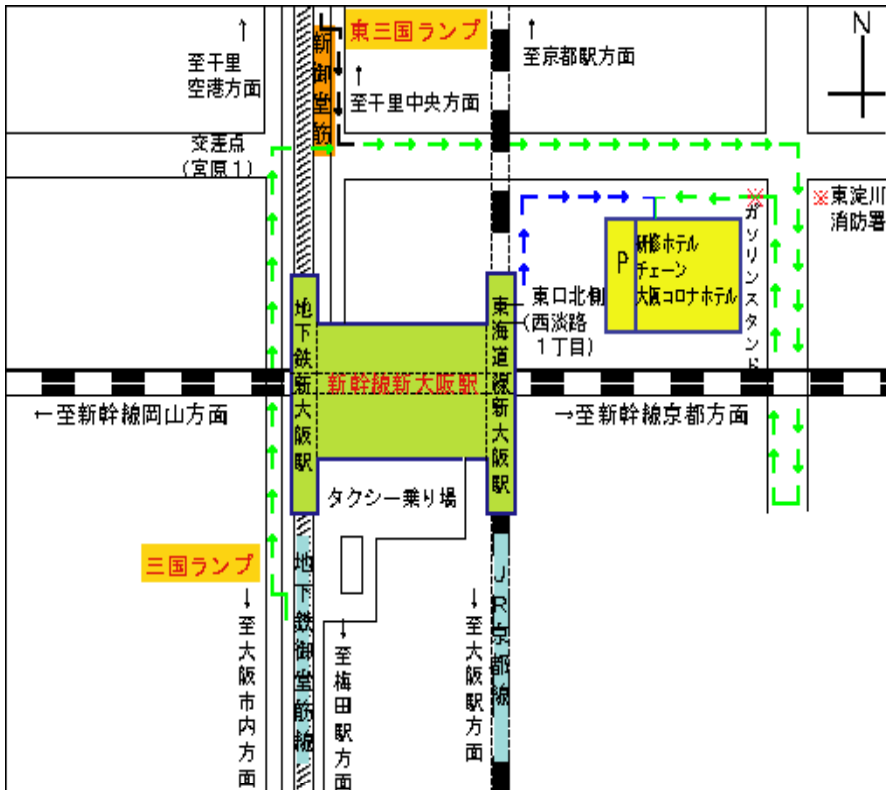 東三国ランプ
N
至千里
空港方面
新御堂筋
至千里中央方面
至京都駅方面
交差点
(宮原1)
※東淀川
消防署
※
ガソリンスタンド
P
研修ホテル
チェーン
大阪コロナホテル
地下鉄新大阪駅
東海道線新大阪駅
東口北側
(西淡路
1丁目)
新幹線新大阪駅
←至新幹線岡山方面
→至新幹線京都方面
タクシー乗り場
三国ランプ
地下鉄御堂筋線
JR京都線
至大阪市内方面
至梅田駅方面
至大阪駅方面